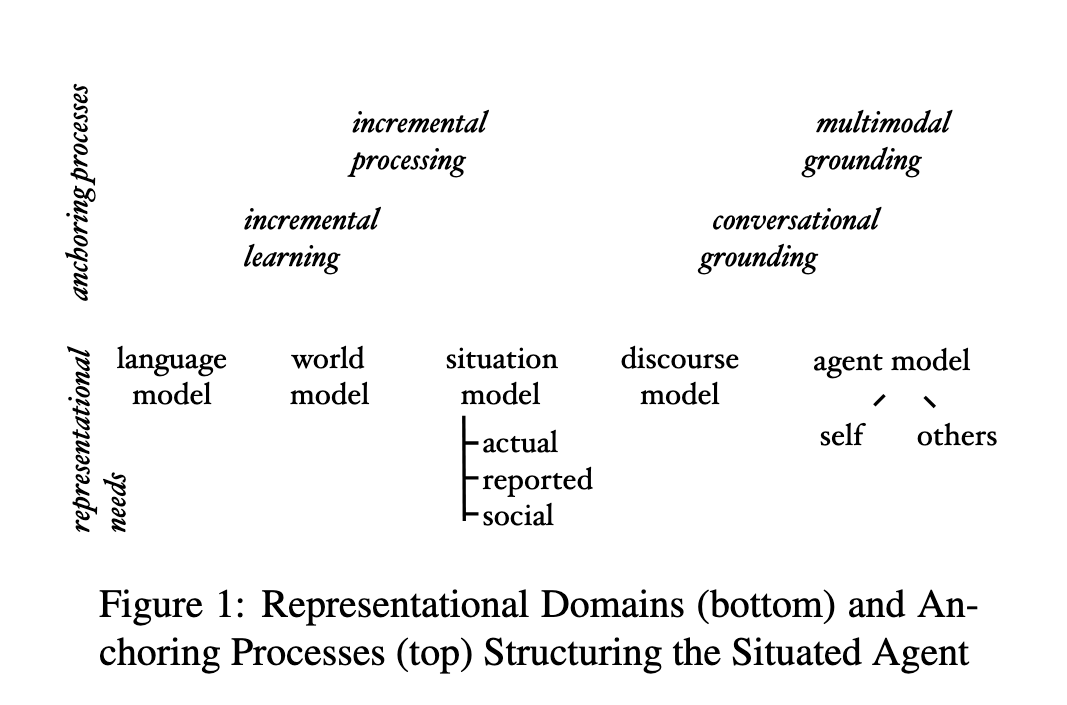 anchoring processes
incremental
processing
multimodal
grounding
incremental
learning
conversational
grounding
representational
needs
language
model
world
model
situation
model
actual
reported
social
discourse
model
agent model
self
others
Figure 1: Representational Domains (bottom) and An-
choring Processes (top) Structuring the Situated Agent